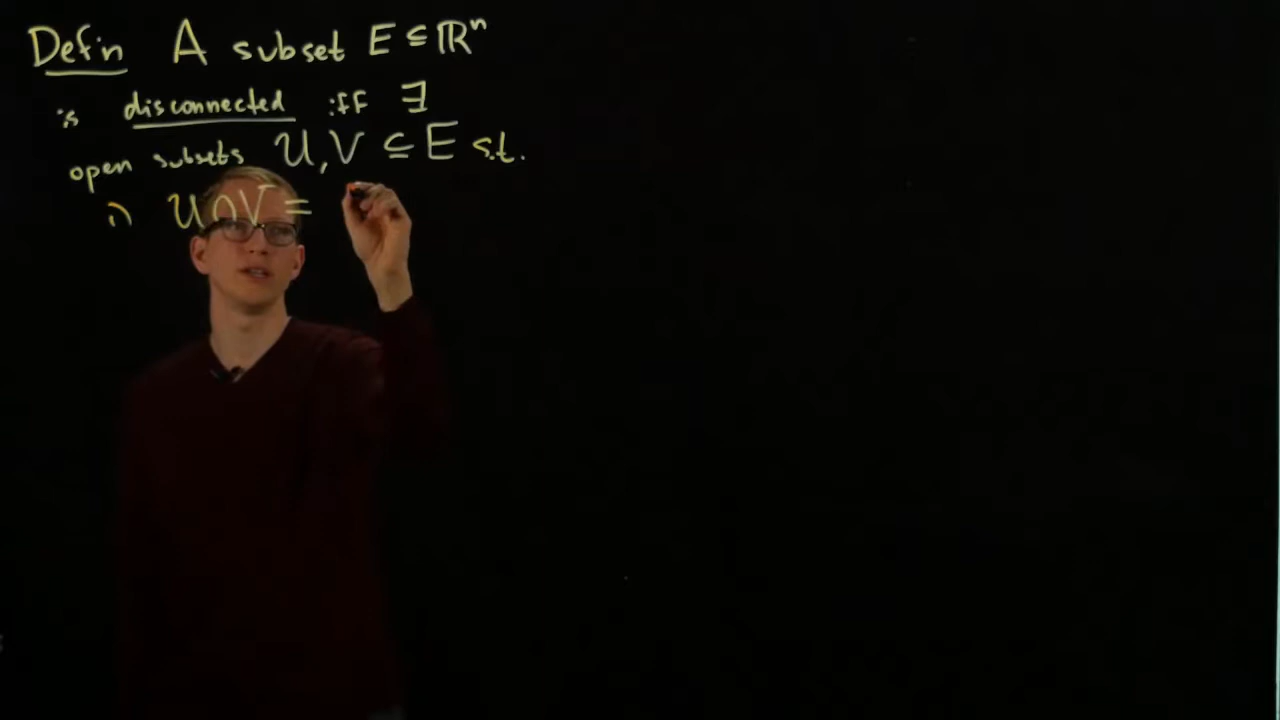 Defn A subset E ⊆ ℝⁿ
is disconnected iff ∃
open subsets U, V ⊆ E s.t.
i) U ∩ V =